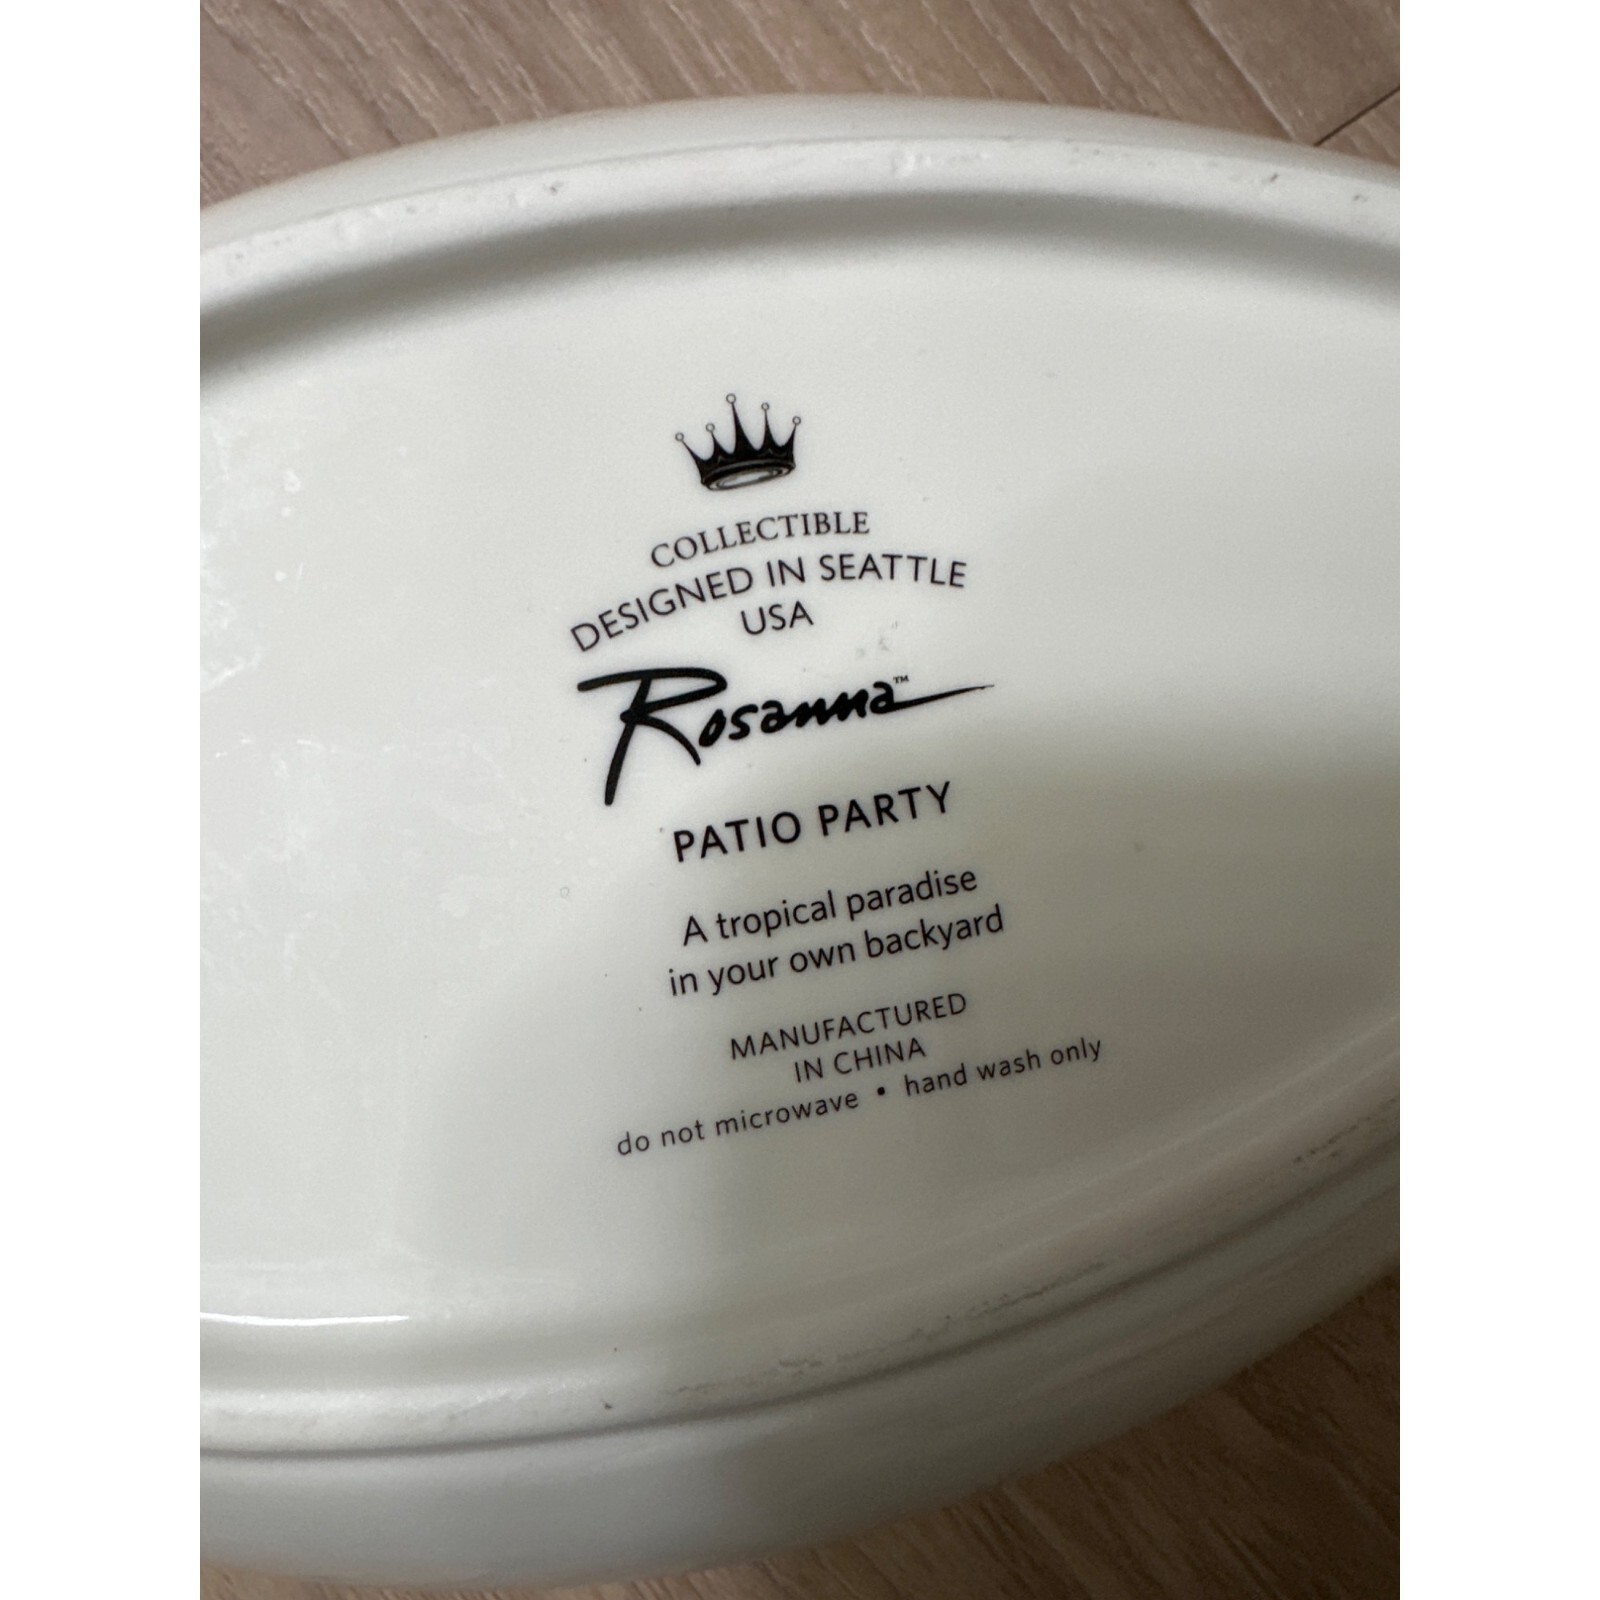 COLLECTIBLE
DESIGNED IN SEATTLE
USA
Rosanna™
PATIO PARTY
A tropical paradise
in your own backyard
MANUFACTURED
IN CHINA
do not microwave • hand wash only